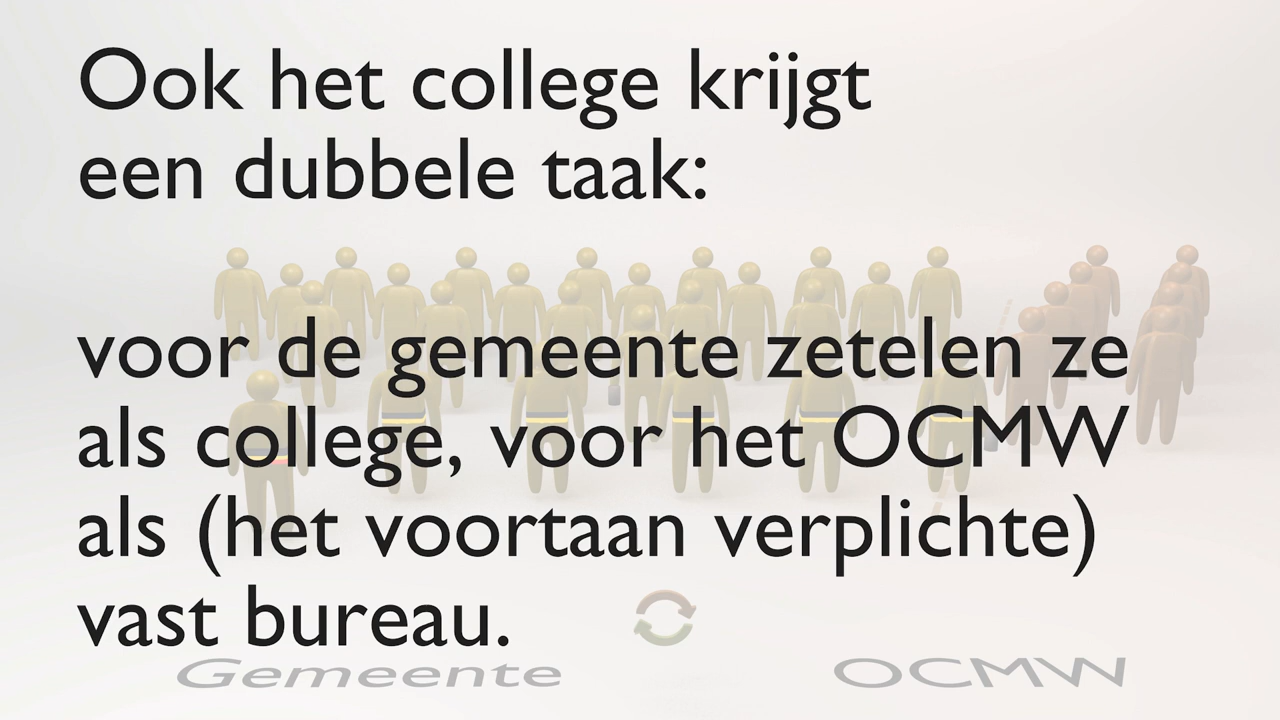 Ook het college krijgt
een dubbele taak:
voor de gemeente zetelen ze
als college, voor het OCMW
als (het voortaan verplichte)
vast bureau.
Gemeente
OCMW